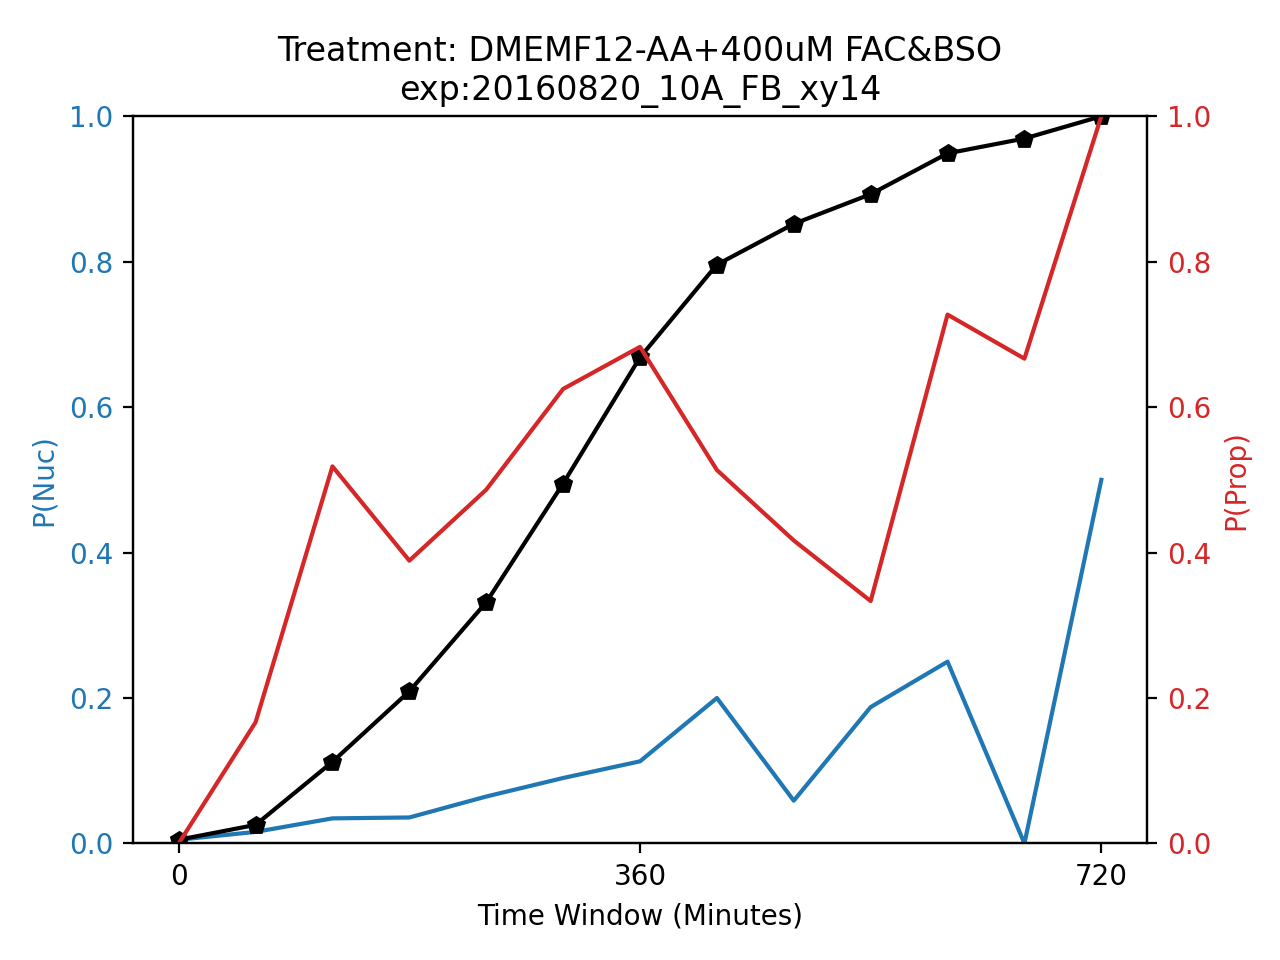 Treatment: DMEMF12-AA+400uM FAC&BSO
exp:20160820_10A_FB_xy14
1.0
0.8
0.6
0.4
0.2
0.0
P(Nuc)
1.0
0.8
0.6
0.4
0.2
0.0
P(Prop)
0 360 720
Time Window (Minutes)